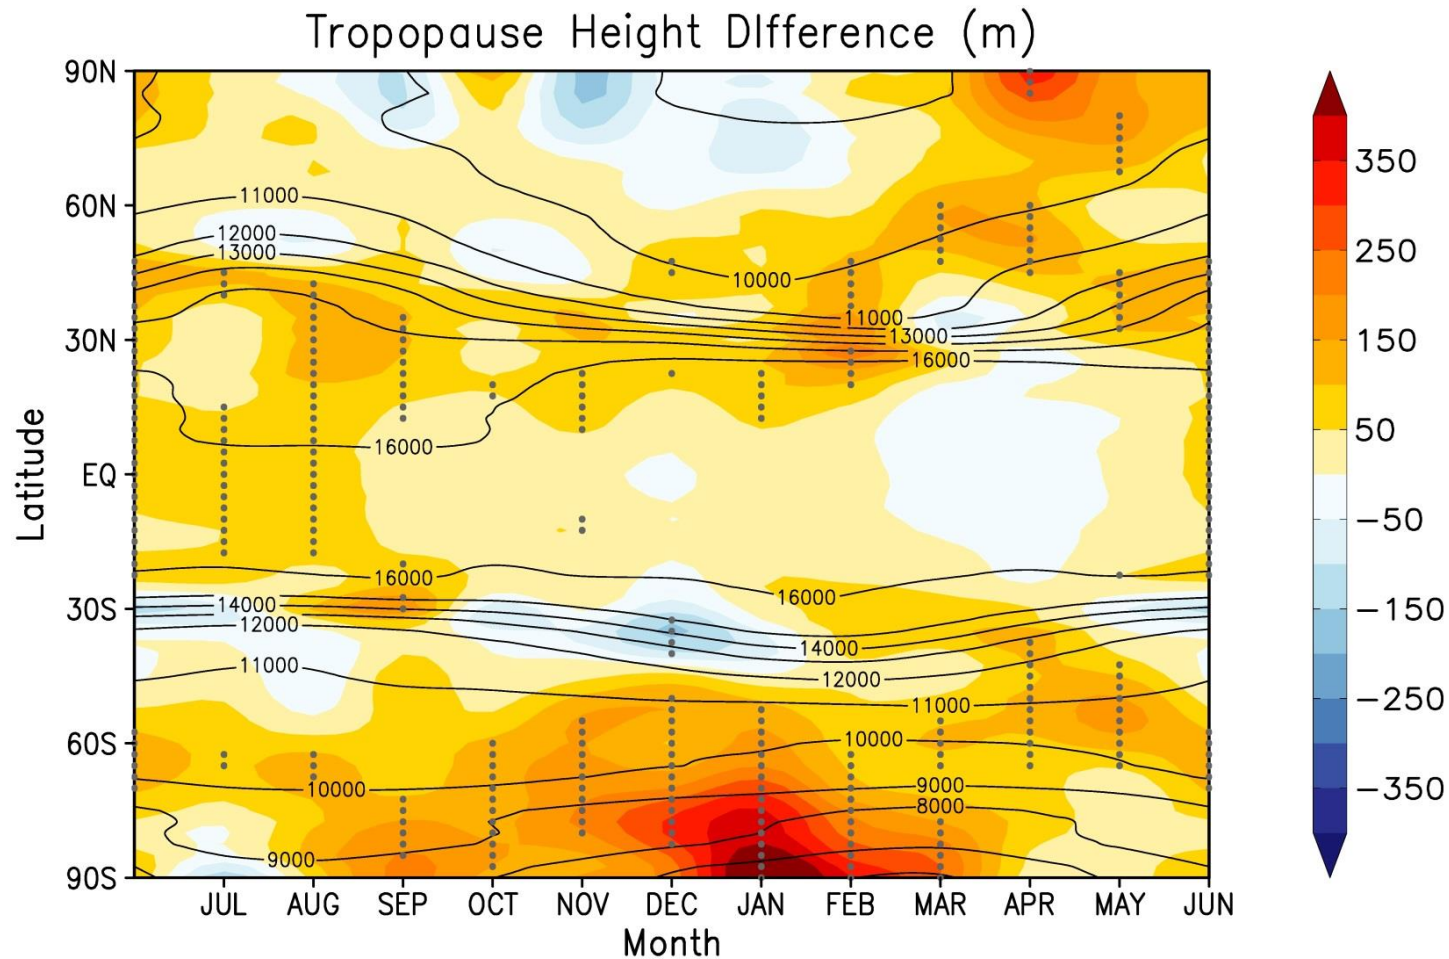 Tropopause Height DIfference (m)
90N
60N
30N
EQ
30S
60S
90S
Latitude
11000
12000
13000
10000
11000
13000
16000
16000
16000
16000
14000
12000
14000
11000
12000
11000
10000
10000
9000
8000
9000
JUL AUG SEP OCT NOV DEC JAN FEB MAR APR MAY JUN
Month
350
250
150
50
−50
−150
−250
−350